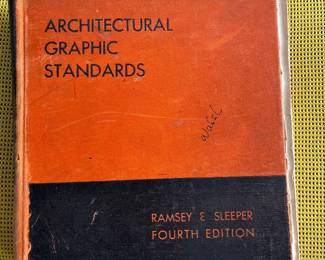 ARCHITECTURAL
GRAPHIC
STANDARDS
RAMSEY & SLEEPER
FOURTH EDITION